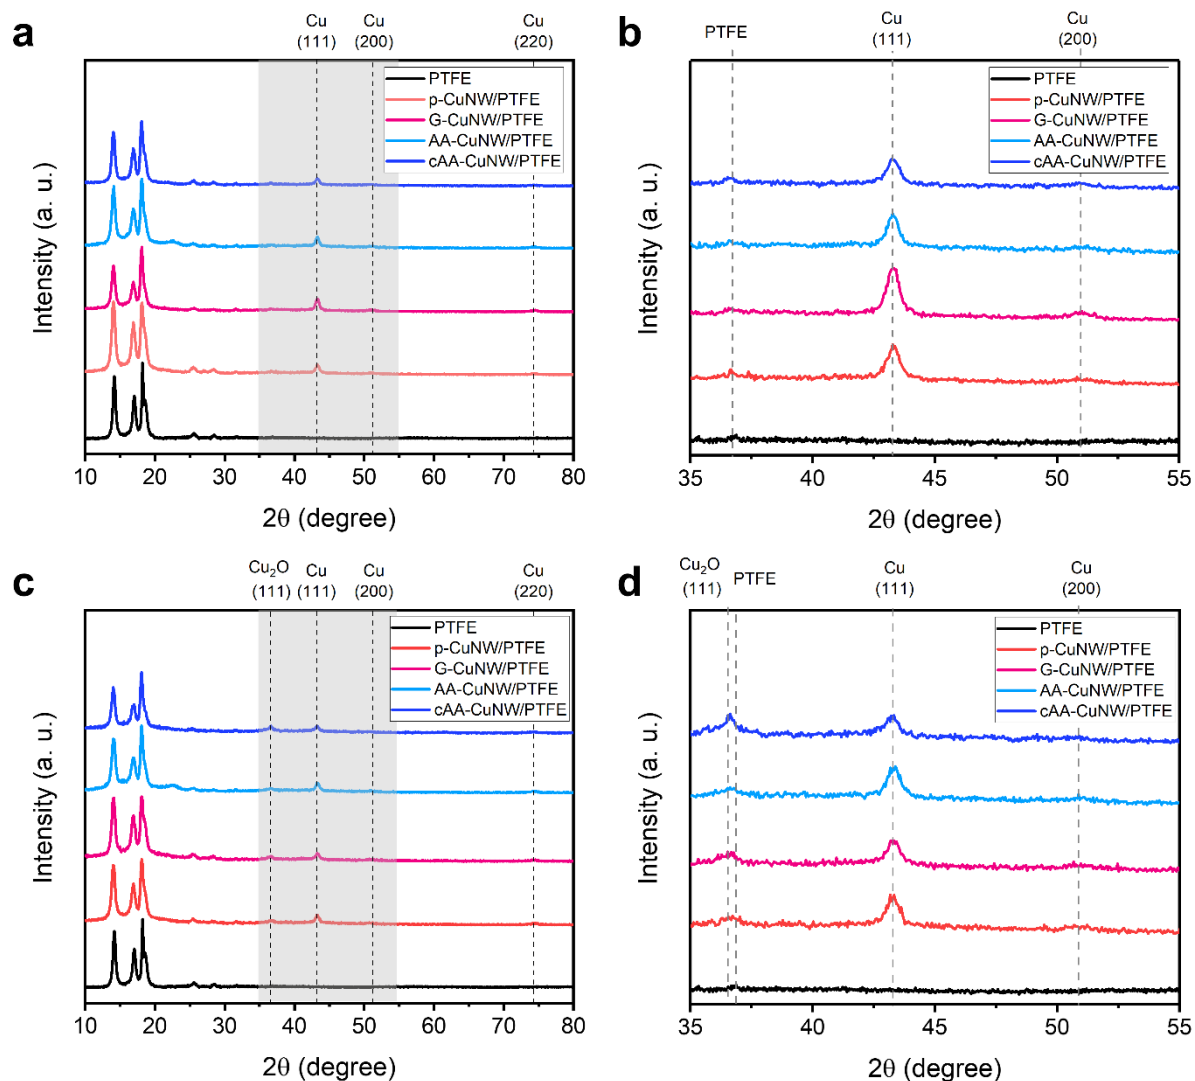 a
Cu Cu Cu
(111) (200) (220)
PTFE
p-CuNW/PTFE
G-CuNW/PTFE
AA-CuNW/PTFE
cAA-CuNW/PTFE
Intensity (a. u.)
10 20 30 40 50 60 70 80
2θ (degree)
b
PTFE Cu Cu
(111) (200)
PTFE
p-CuNW/PTFE
G-CuNW/PTFE
AA-CuNW/PTFE
cAA-CuNW/PTFE
Intensity (a. u.)
35 40 45 50 55
2θ (degree)
c
Cu₂O Cu Cu Cu
(111) (111) (200) (220)
PTFE
p-CuNW/PTFE
G-CuNW/PTFE
AA-CuNW/PTFE
cAA-CuNW/PTFE
Intensity (a. u.)
10 20 30 40 50 60 70 80
2θ (degree)
d
Cu₂O PTFE Cu Cu
(111) (111) (200)
PTFE
p-CuNW/PTFE
G-CuNW/PTFE
AA-CuNW/PTFE
cAA-CuNW/PTFE
Intensity (a. u.)
35 40 45 50 55
2θ (degree)